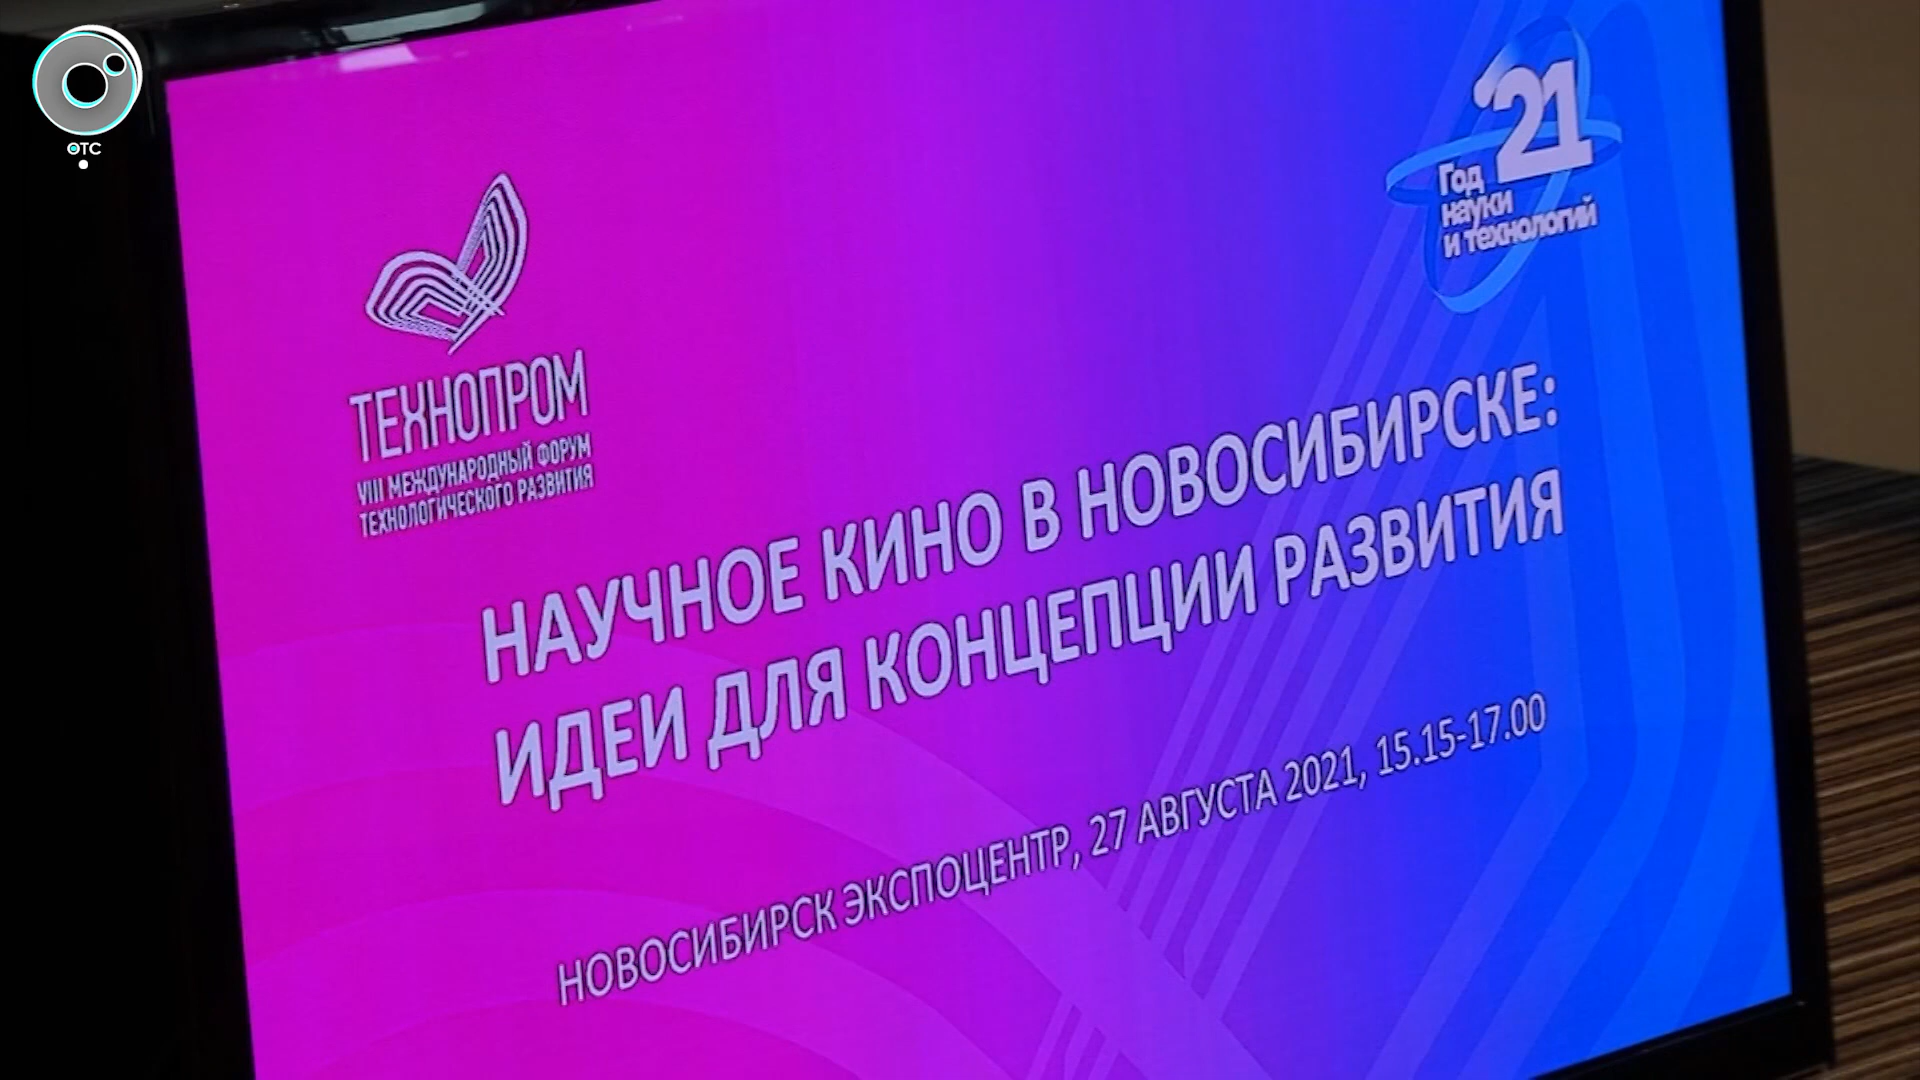 ОТС
'21
Год
науки
и технологий
ТЕХНОПРОМ
VIII МЕЖДУНАРОДНЫЙ ФОРУМ
ТЕХНОЛОГИЧЕСКОГО РАЗВИТИЯ
НАУЧНОЕ КИНО В НОВОСИБИРСКЕ:
ИДЕИ ДЛЯ КОНЦЕПЦИИ РАЗВИТИЯ
НОВОСИБИРСК ЭКСПОЦЕНТР, 27 АВГУСТА 2021, 15.15-17.00